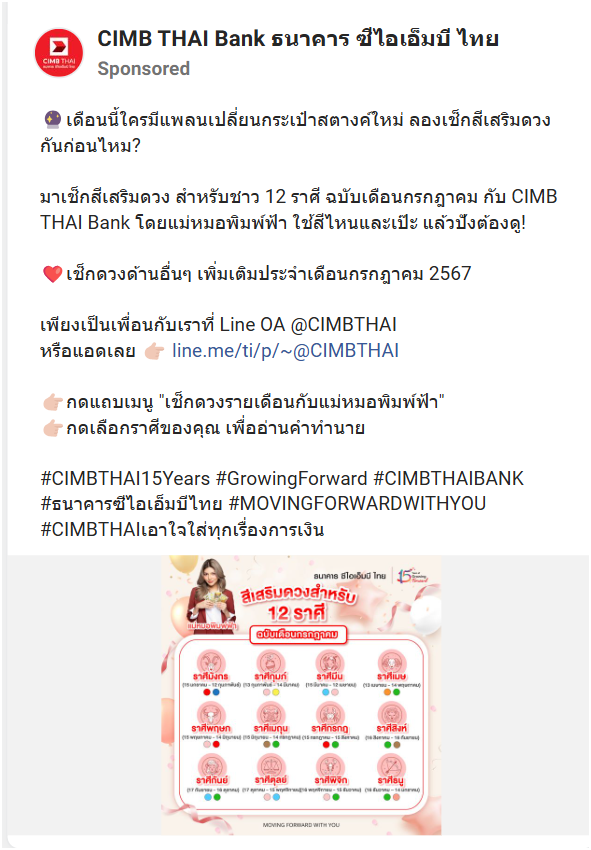 CIMB THAI
CIMB THAI Bank ธนาคาร ซีไอเอ็มบี ไทย
Sponsored
🔮 เดือนนี้ใครมีแพลนเปลี่ยนกระเป๋าสตางค์ใหม่ ลองเช็กสีเสริมดวง
กันก่อนไหม?
มาเช็กสีเสริมดวง สำหรับชาว 12 ราศี ฉบับเดือนกรกฎาคม กับ CIMB
THAI Bank โดยแม่หมอพิมพ์ฟ้า ใช้สีไหนและเป๊ะ แล้วปังต้องดู!
❤️ เช็กดวงด้านอื่นๆ เพิ่มเติมประจำเดือนกรกฎาคม 2567
เพียงเป็นเพื่อนกับเราที่ Line OA @CIMBTHAI
หรือแอดเลย 👉🏻 line.me/ti/p/~@CIMBTHAI
👉🏻กดแถบเมนู "เช็กดวงรายเดือนกับแม่หมอพิมพ์ฟ้า"
👉🏻กดเลือกราศีของคุณ เพื่ออ่านคำทำนาย
#CIMBTHAI15Years #GrowingForward #CIMBTHAIBANK
#ธนาคารซีไอเอ็มบีไทย #MOVINGFORWARDWITHYOU
#CIMBTHAIเอาใจใส่ทุกเรื่องการเงิน
ธนาคาร ซีไอเอ็มบี ไทย
15
สีเสริมดวงสำหรับ
12 ราศี
แม่หมอพิมพ์ฟ้า
ฉบับเดือนกรกฎาคม
ราศีมังกร ราศีกุมภ์ ราศีมีน ราศีเมษ
ราศีพฤษภ ราศีเมถุน ราศีกรกฎ ราศีสิงห์
ราศีกันย์ ราศีตุลย์ ราศีพิจิก ราศีธนู
MOVING FORWARD WITH YOU